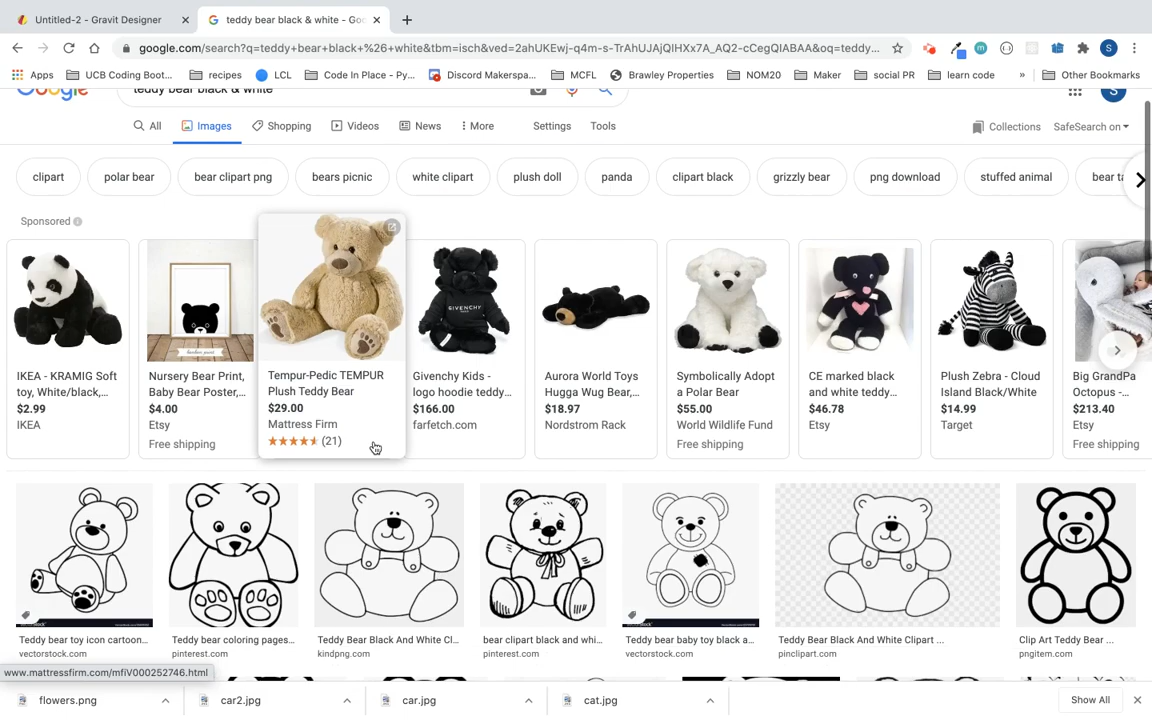 Untitled-2 - Gravit Designer
teddy bear black & white - Goo
google.com/search?q=teddy+bear+black+%26+white&tbm=isch&ved=2ahUKEwj-q4m-s-TrAhUJAjQIHXx7A_AQ2-cCegQIABAA&oq=teddy...
S
Apps UCB Coding Boot... recipes LCL Code In Place - Py... Discord Makerspa... MCFL Brawley Properties NOM20 Maker social PR learn code » Other Bookmarks
Google
teddy bear black & white
S
All Images Shopping Videos News More Settings Tools Collections SafeSearch on
clipart polar bear bear clipart png bears picnic white clipart plush doll panda clipart black grizzly bear png download stuffed animal bear ta
Sponsored
GIVENCHY
IKEA - KRAMIG Soft
toy, White/black,...
$2.99
IKEA
Nursery Bear Print,
Baby Bear Poster,...
$4.00
Etsy
Free shipping
Tempur-Pedic TEMPUR
Plush Teddy Bear
$29.00
Mattress Firm
(21)
Givenchy Kids -
logo hoodie teddy...
$166.00
farfetch.com
Aurora World Toys
Hugga Wug Bear,...
$18.97
Nordstrom Rack
Symbolically Adopt
a Polar Bear
$55.00
World Wildlife Fund
Free shipping
CE marked black
and white teddy...
$46.78
Etsy
Plush Zebra - Cloud
Island Black/White
$14.99
Target
Big GrandPa
Octopus -...
$213.40
Etsy
Free shipping
Teddy bear toy icon cartoon...
vectorstock.com
Teddy bear coloring pages...
pinterest.com
Teddy Bear Black And White Cl...
kindpng.com
bear clipart black and whi...
pinterest.com
Teddy bear baby toy black a...
vectorstock.com
Teddy Bear Black And White Clipart ...
pinclipart.com
Clip Art Teddy Bear ...
pngitem.com
www.mattressfirm.com/mfiV000252746.html
flowers.png car2.jpg car.jpg cat.jpg Show All